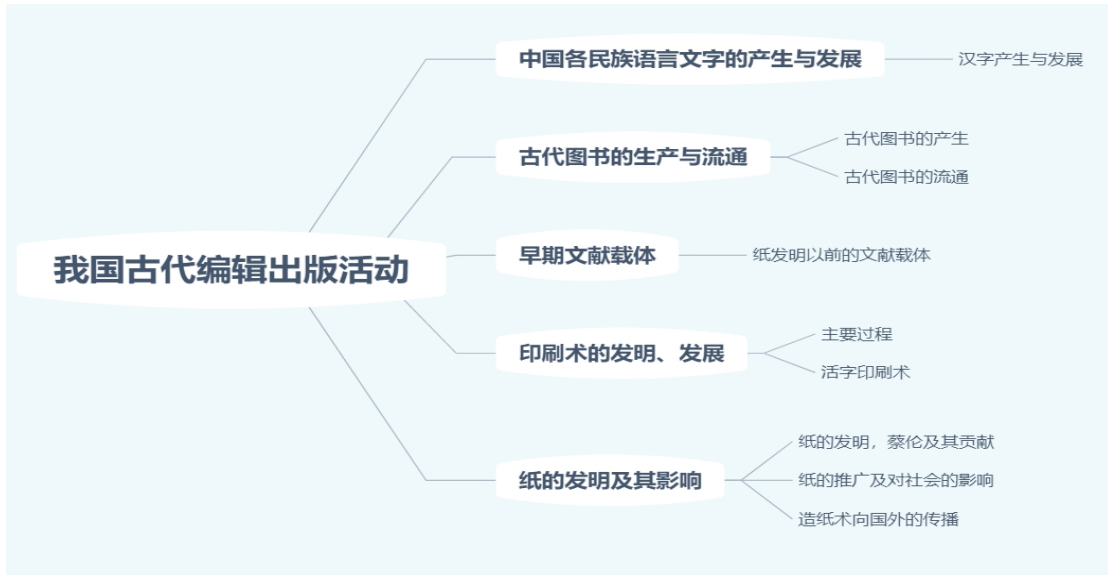 我国古代编辑出版活动
中国各民族语言文字的产生与发展
汉字产生与发展
古代图书的生产与流通
古代图书的产生
古代图书的流通
早期文献载体
纸发明以前的文献载体
印刷术的发明、发展
主要过程
活字印刷术
纸的发明及其影响
纸的发明，蔡伦及其贡献
纸的推广及对社会的影响
造纸术向国外的传播